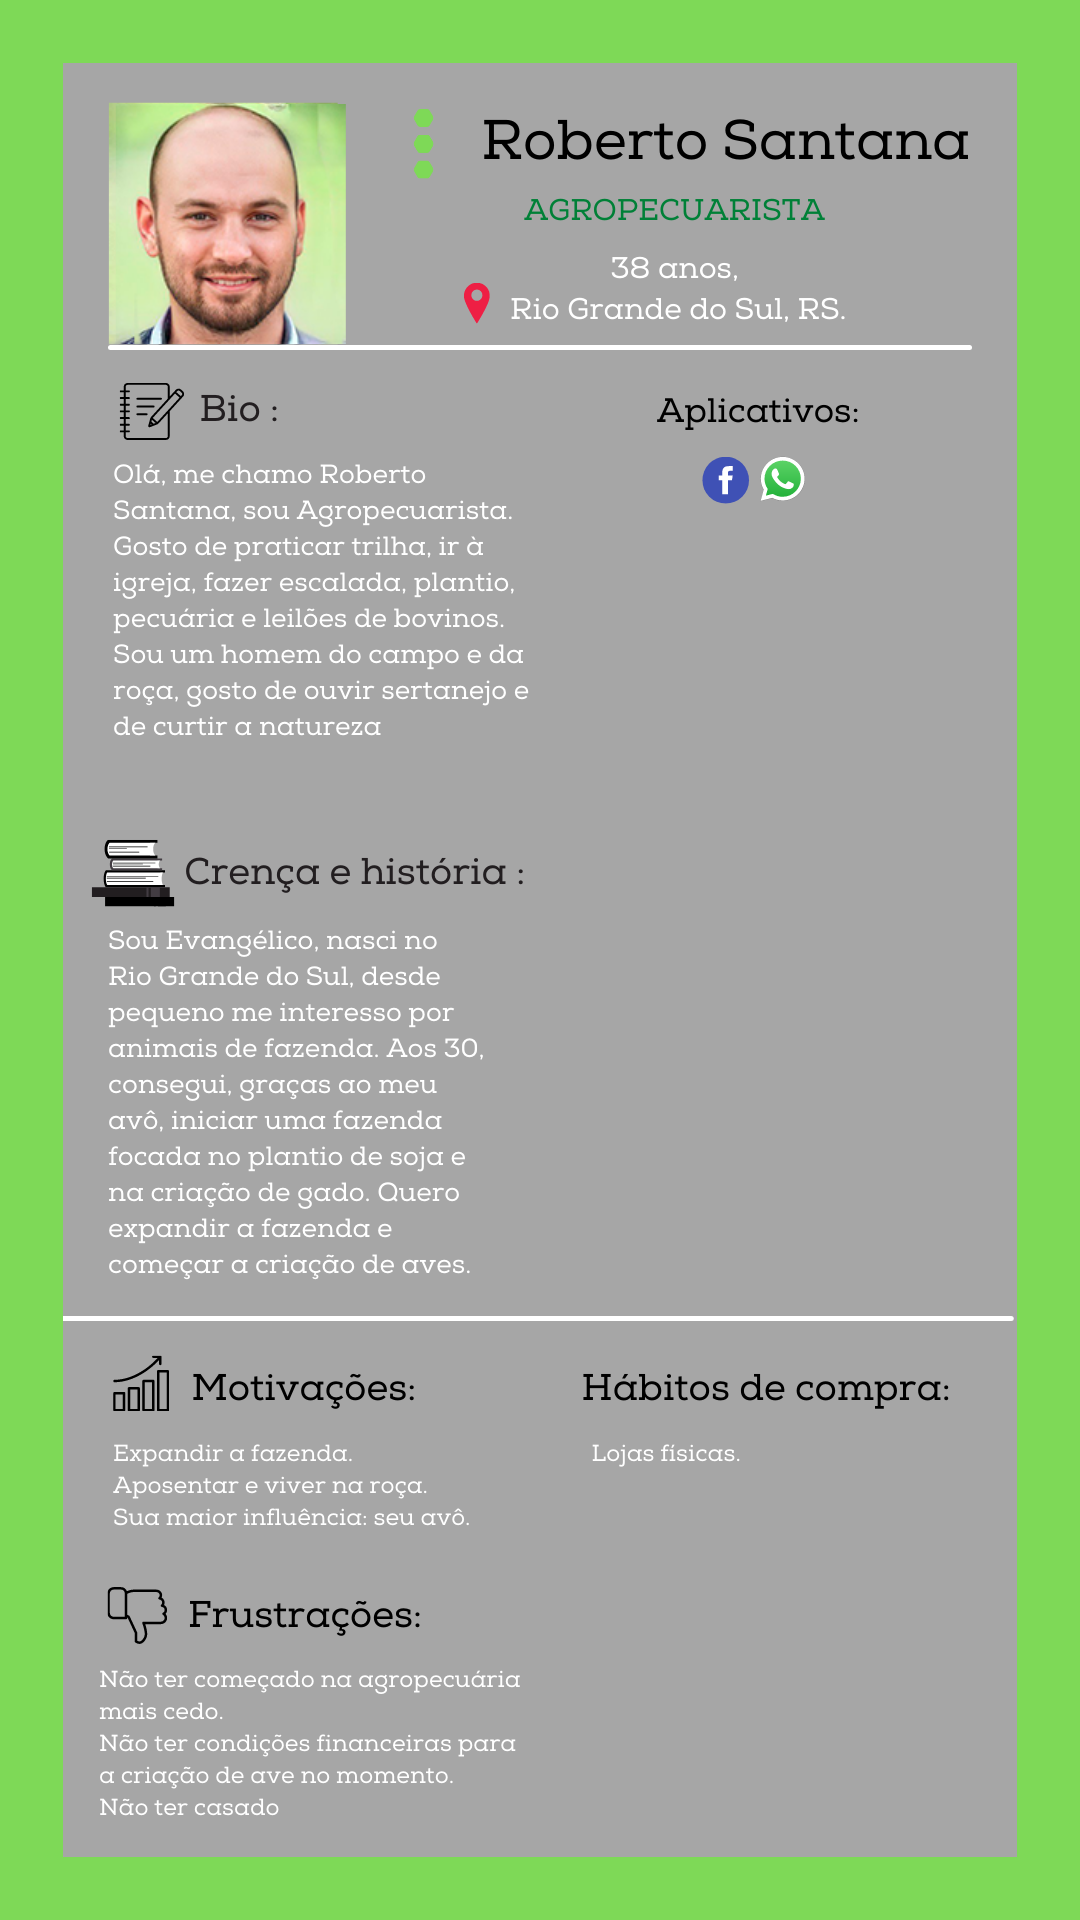 Roberto Santana
AGROPECUARISTA
38 anos,
Rio Grande do Sul, RS.
Bio :
Olá, me chamo Roberto
Santana, sou Agropecuarista.
Gosto de praticar trilha, ir à
igreja, fazer escalada, plantio,
pecuária e leilões de bovinos.
Sou um homem do campo e da
roça, gosto de ouvir sertanejo e
de curtir a natureza
Aplicativos:
Crença e história :
Sou Evangélico, nasci no
Rio Grande do Sul, desde
pequeno me interesso por
animais de fazenda. Aos 30,
consegui, graças ao meu
avô, iniciar uma fazenda
focada no plantio de soja e
na criação de gado. Quero
expandir a fazenda e
começar a criação de aves.
Motivações:
Expandir a fazenda.
Aposentar e viver na roça.
Sua maior influência: seu avô.
Hábitos de compra:
Lojas físicas.
Frustrações:
Não ter começado na agropecuária
mais cedo.
Não ter condições financeiras para
a criação de ave no momento.
Não ter casado